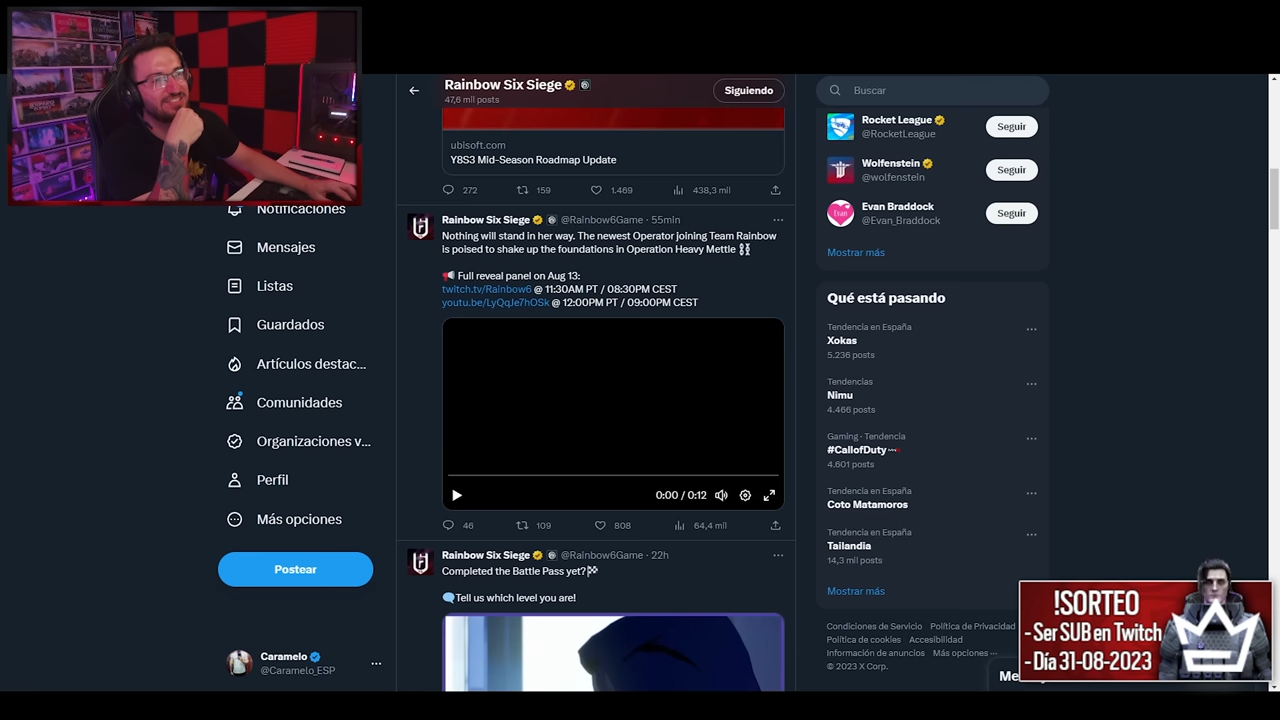 Rainbow Six Siege
47,6 mil posts
Siguiendo
ubisoft.com
Y8S3 Mid-Season Roadmap Update
272
159
1.469
438,3 mil
Rainbow Six Siege @Rainbow6Game · 55min
Nothing will stand in her way. The newest Operator joining Team Rainbow
is poised to shake up the foundations in Operation Heavy Mettle
Full reveal panel on Aug 13:
twitch.tv/Rainbow6 @ 11:30AM PT / 08:30PM CEST
youtu.be/LyQqJe7hOSk @ 12:00PM PT / 09:00PM CEST
0:00 / 0:12
46
109
808
64,4 mil
Rainbow Six Siege @Rainbow6Game · 22h
Completed the Battle Pass yet?
Tell us which level you are!
Notificaciones
Mensajes
Listas
Guardados
Artículos destac...
Comunidades
Organizaciones v...
Perfil
Más opciones
Postear
Caramelo
@Caramelo_ESP
Buscar
Rocket League
@RocketLeague
Seguir
Wolfenstein
@wolfenstein
Seguir
Evan
Evan Braddock
@Evan_Braddock
Seguir
Mostrar más
Qué está pasando
Tendencia en España
Xokas
5.236 posts
Tendencias
Nimu
4.466 posts
Gaming · Tendencia
#CallofDuty
4.601 posts
Tendencia en España
Coto Matamoros
Tendencia en España
Tailandia
14,3 mil posts
Mostrar más
Condiciones de Servicio Política de Privacidad
Política de cookies Accesibilidad
Información de anuncios Más opciones ···
© 2023 X Corp.
!SORTEO
- Ser SUB en Twitch
- Día 31-08-2023